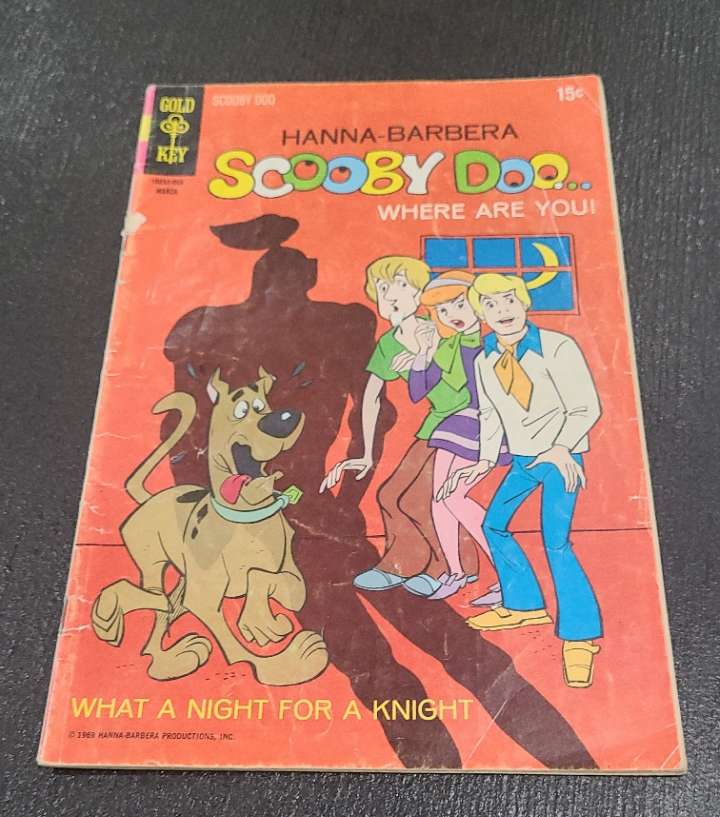 GOLD
KEY
SCOOBY DOO
15¢
HANNA-BARBERA
SCOOBY DOO...
WHERE ARE YOU!
MARCH
WHAT A NIGHT FOR A KNIGHT
© 1969 HANNA-BARBERA PRODUCTIONS, INC.